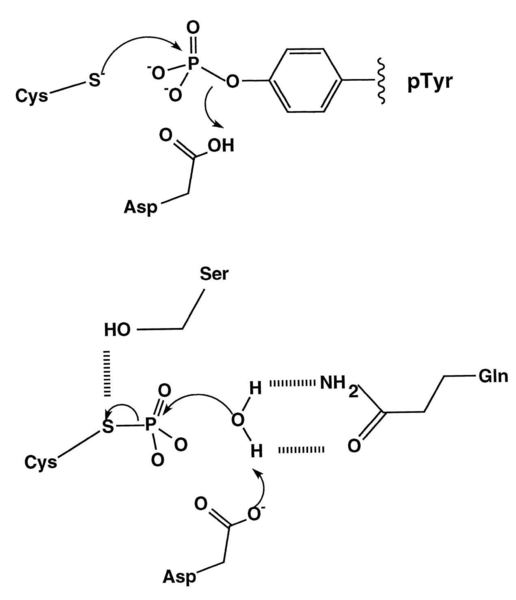 O
P
S-
-O
O
-O
Cys
pTyr
O
OH
Asp
Ser
HO
O
H
NH2
Gln
S
P
O
O
H
O
O
Cys
O
O-
Asp